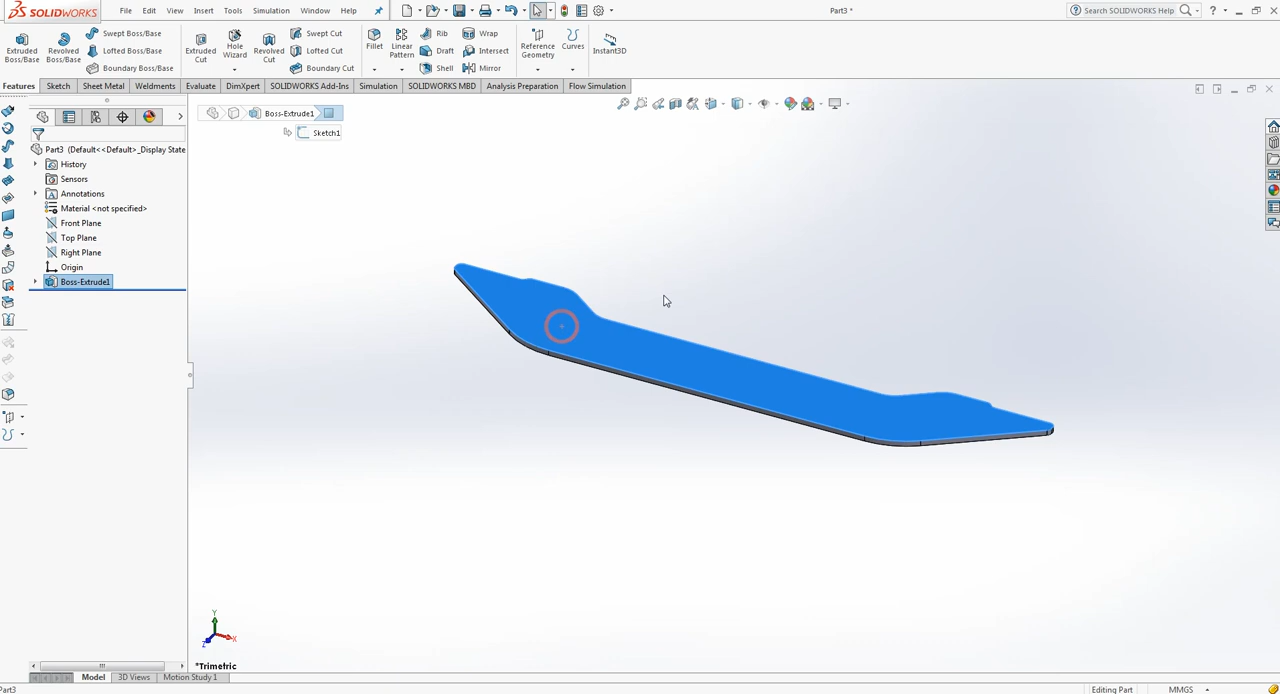 SOLIDWORKS
File
Edit
View
Insert
Tools
Simulation
Window
Help
Part3 *
Search SOLIDWORKS Help
Extruded Boss/Base
Revolved Boss/Base
Swept Boss/Base
Lofted Boss/Base
Boundary Boss/Base
Extruded Cut
Hole Wizard
Revolved Cut
Swept Cut
Lofted Cut
Boundary Cut
Fillet
Linear Pattern
Rib
Draft
Shell
Wrap
Intersect
Mirror
Reference Geometry
Curves
Instant3D
Features
Sketch
Sheet Metal
Weldments
Evaluate
DimXpert
SOLIDWORKS Add-Ins
Simulation
SOLIDWORKS MBD
Analysis Preparation
Flow Simulation
Boss-Extrude1
Sketch1
Part3 (Default<<Default>_Display State
History
Sensors
Annotations
Material <not specified>
Front Plane
Top Plane
Right Plane
Origin
Boss-Extrude1
Y
X
Z
*Trimetric
Model
3D Views
Motion Study 1
Part3
Editing Part
MMGS